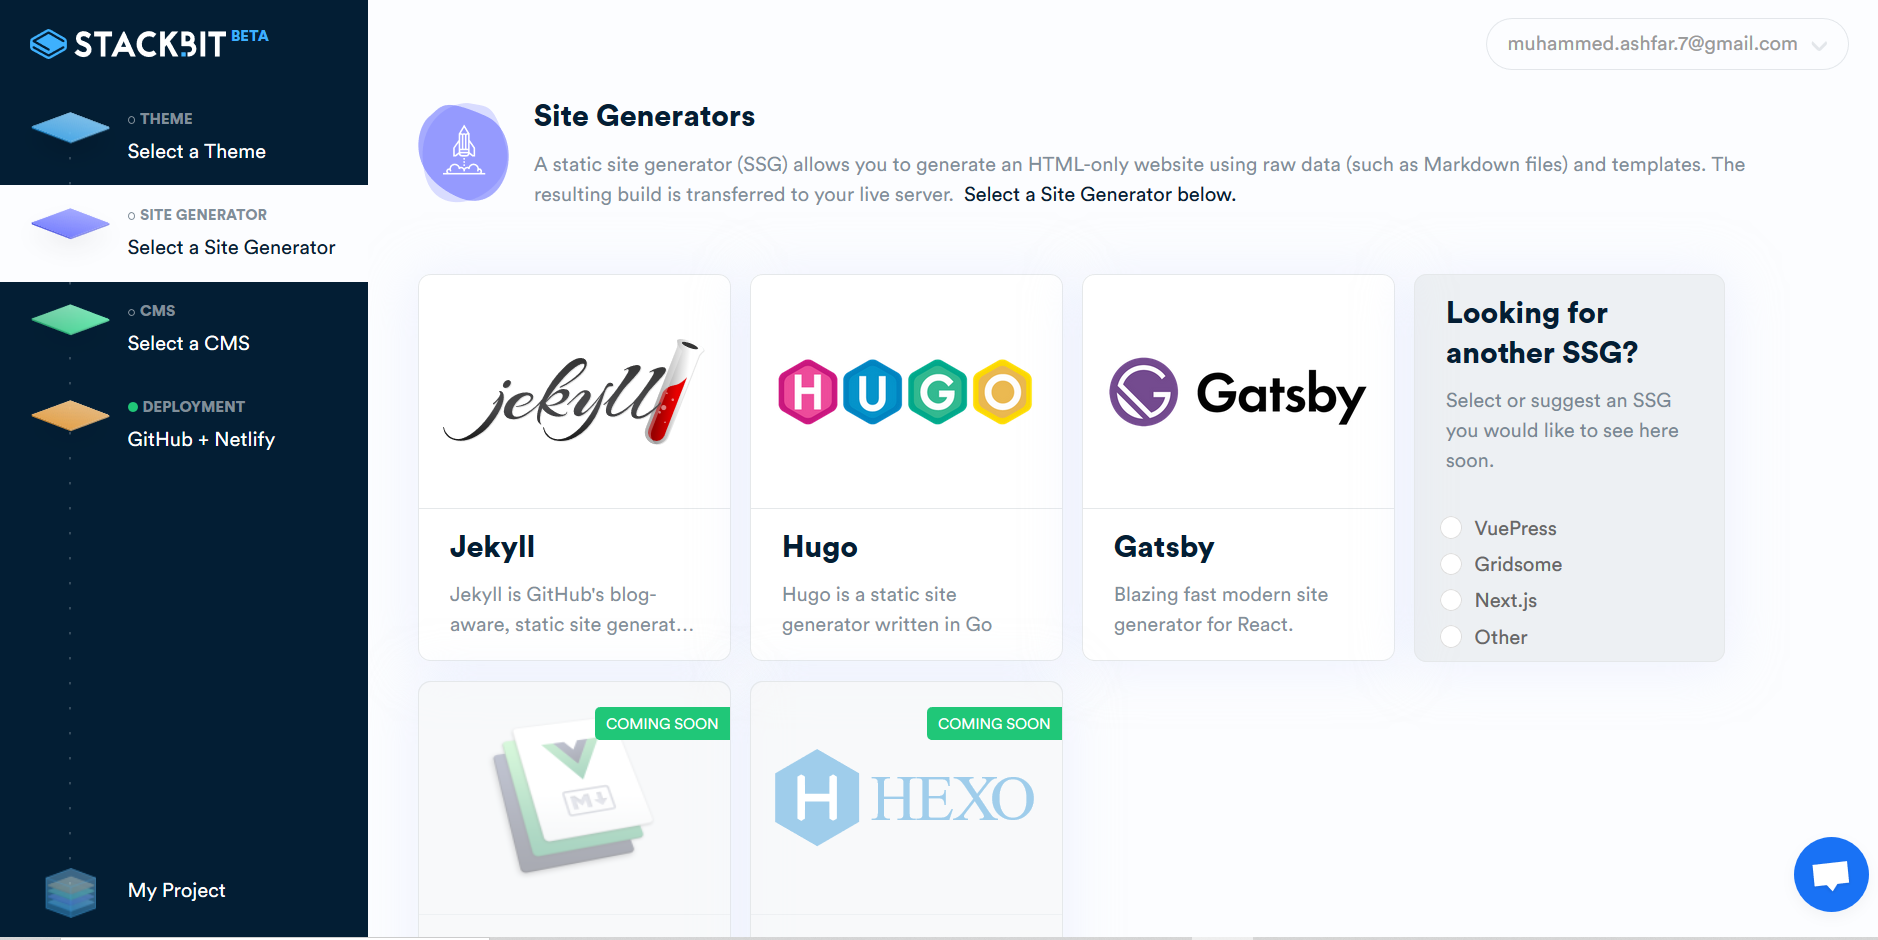 STACKBIT BETA
THEME
Select a Theme
SITE GENERATOR
Select a Site Generator
CMS
Select a CMS
DEPLOYMENT
GitHub + Netlify
My Project
muhammed.ashfar.7@gmail.com
Site Generators
A static site generator (SSG) allows you to generate an HTML-only website using raw data (such as Markdown files) and templates. The
resulting build is transferred to your live server. Select a Site Generator below.
jekyll
Jekyll
Jekyll is GitHub's blog-
aware, static site generat...
HUGO
Hugo
Hugo is a static site
generator written in Go
Gatsby
Gatsby
Blazing fast modern site
generator for React.
Looking for
another SSG?
Select or suggest an SSG
you would like to see here
soon.
VuePress
Gridsome
Next.js
Other
COMING SOON
M
COMING SOON
H HEXO